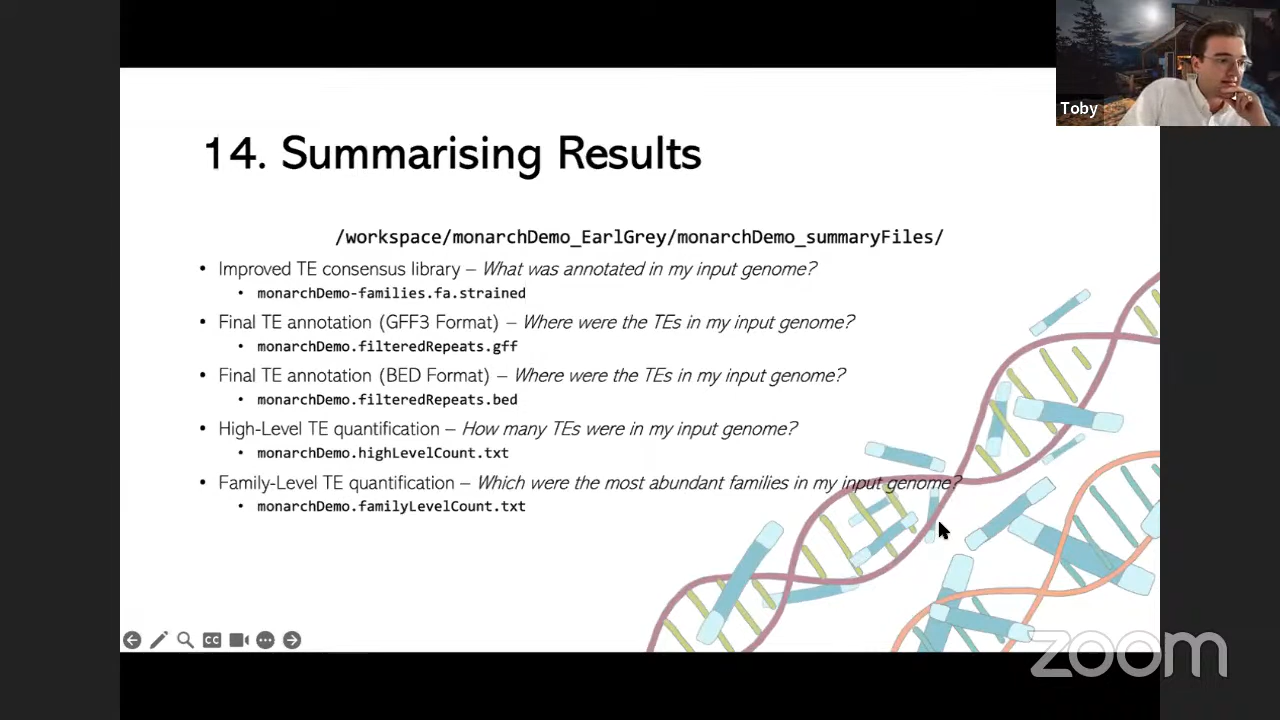 Toby
14. Summarising Results
/workspace/monarchDemo_EarlGrey/monarchDemo_summaryFiles/
• Improved TE consensus library – What was annotated in my input genome?
• monarchDemo-families.fa.strained
• Final TE annotation (GFF3 Format) – Where were the TEs in my input genome?
• monarchDemo.filteredRepeats.gff
• Final TE annotation (BED Format) – Where were the TEs in my input genome?
• monarchDemo.filteredRepeats.bed
• High-Level TE quantification – How many TEs were in my input genome?
• monarchDemo.highLevelCount.txt
• Family-Level TE quantification – Which were the most abundant families in my input genome?
• monarchDemo.familyLevelCount.txt
CC
zoom